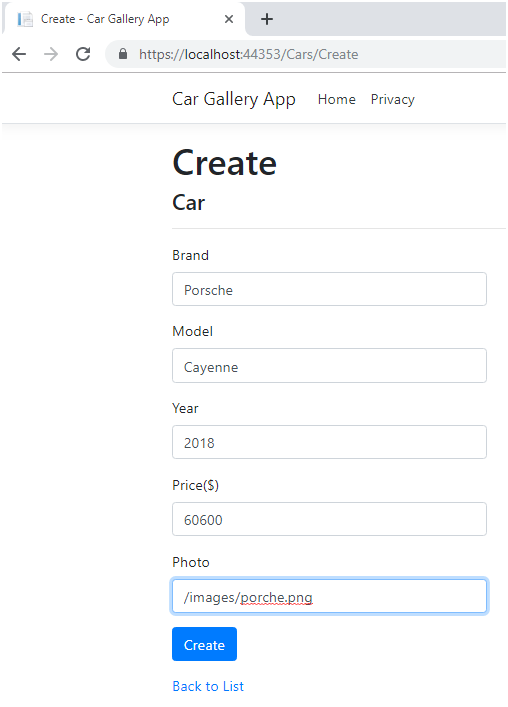 Create - Car Gallery App
https://localhost:44353/Cars/Create
Car Gallery App Home Privacy
Create
Car
Brand
Porsche
Model
Cayenne
Year
2018
Price($)
60600
Photo
/images/porche.png
Create
Back to List